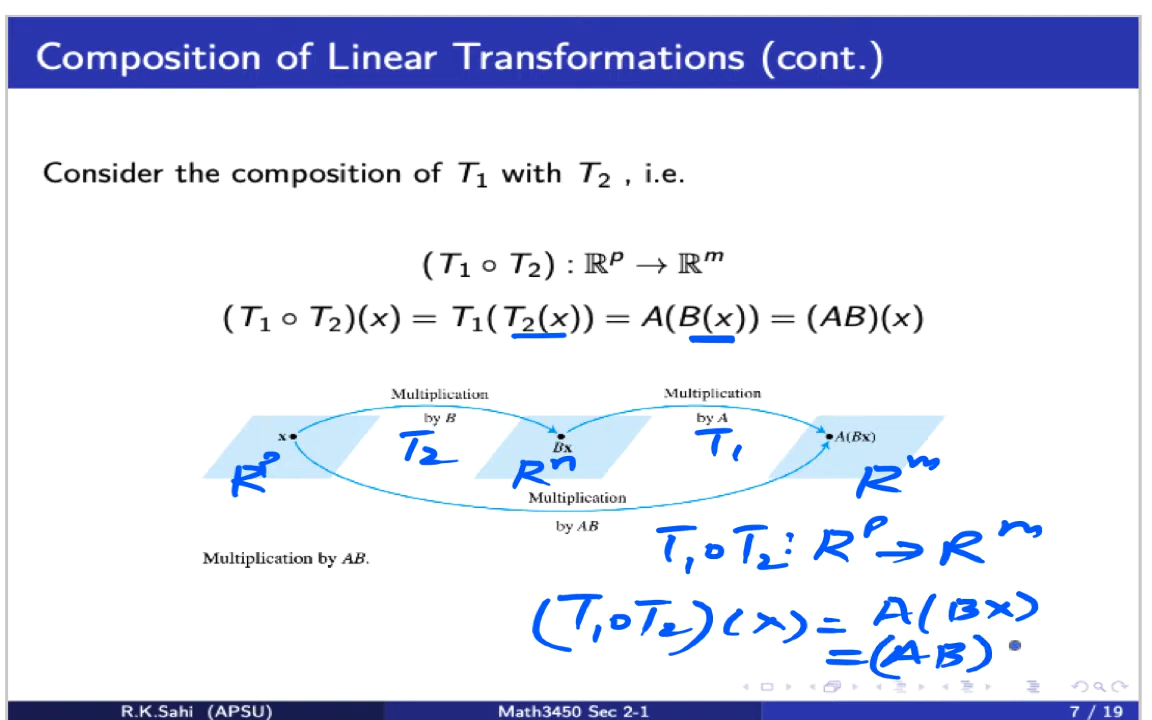 Composition of Linear Transformations (cont.)
Consider the composition of T₁ with T₂ , i.e.
(T₁ ∘ T₂) : ℝᵖ → ℝᵐ
(T₁ ∘ T₂)(x) = T₁(T₂(x)) = A(B(x)) = (AB)(x)
Multiplication Multiplication
by B by A
x T₂ Bx T₁ A(Bx)
Rᵖ Rⁿ Rᵐ
Multiplication
by AB
T₁∘T₂: Rᵖ → Rᵐ
Multiplication by AB.
(T₁∘T₂)(x) = A(Bx)
= (AB)
R.K.Sahi (APSU) Math3450 Sec 2-1 7 / 19